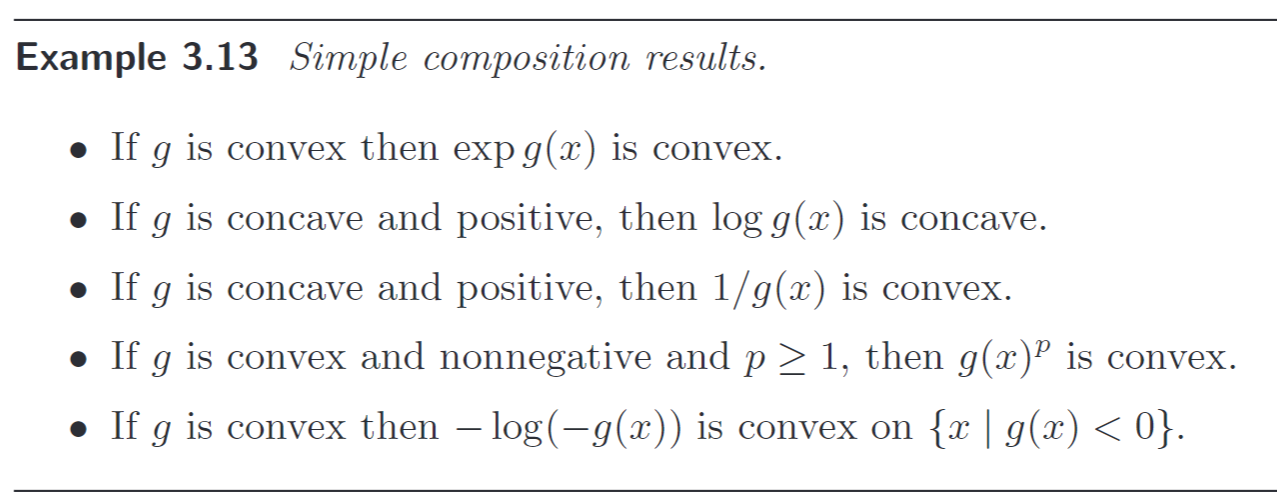 Example 3.13 Simple composition results.
• If g is convex then exp g(x) is convex.
• If g is concave and positive, then log g(x) is concave.
• If g is concave and positive, then 1/g(x) is convex.
• If g is convex and nonnegative and p ≥ 1, then g(x)^p is convex.
• If g is convex then − log(−g(x)) is convex on {x | g(x) < 0}.